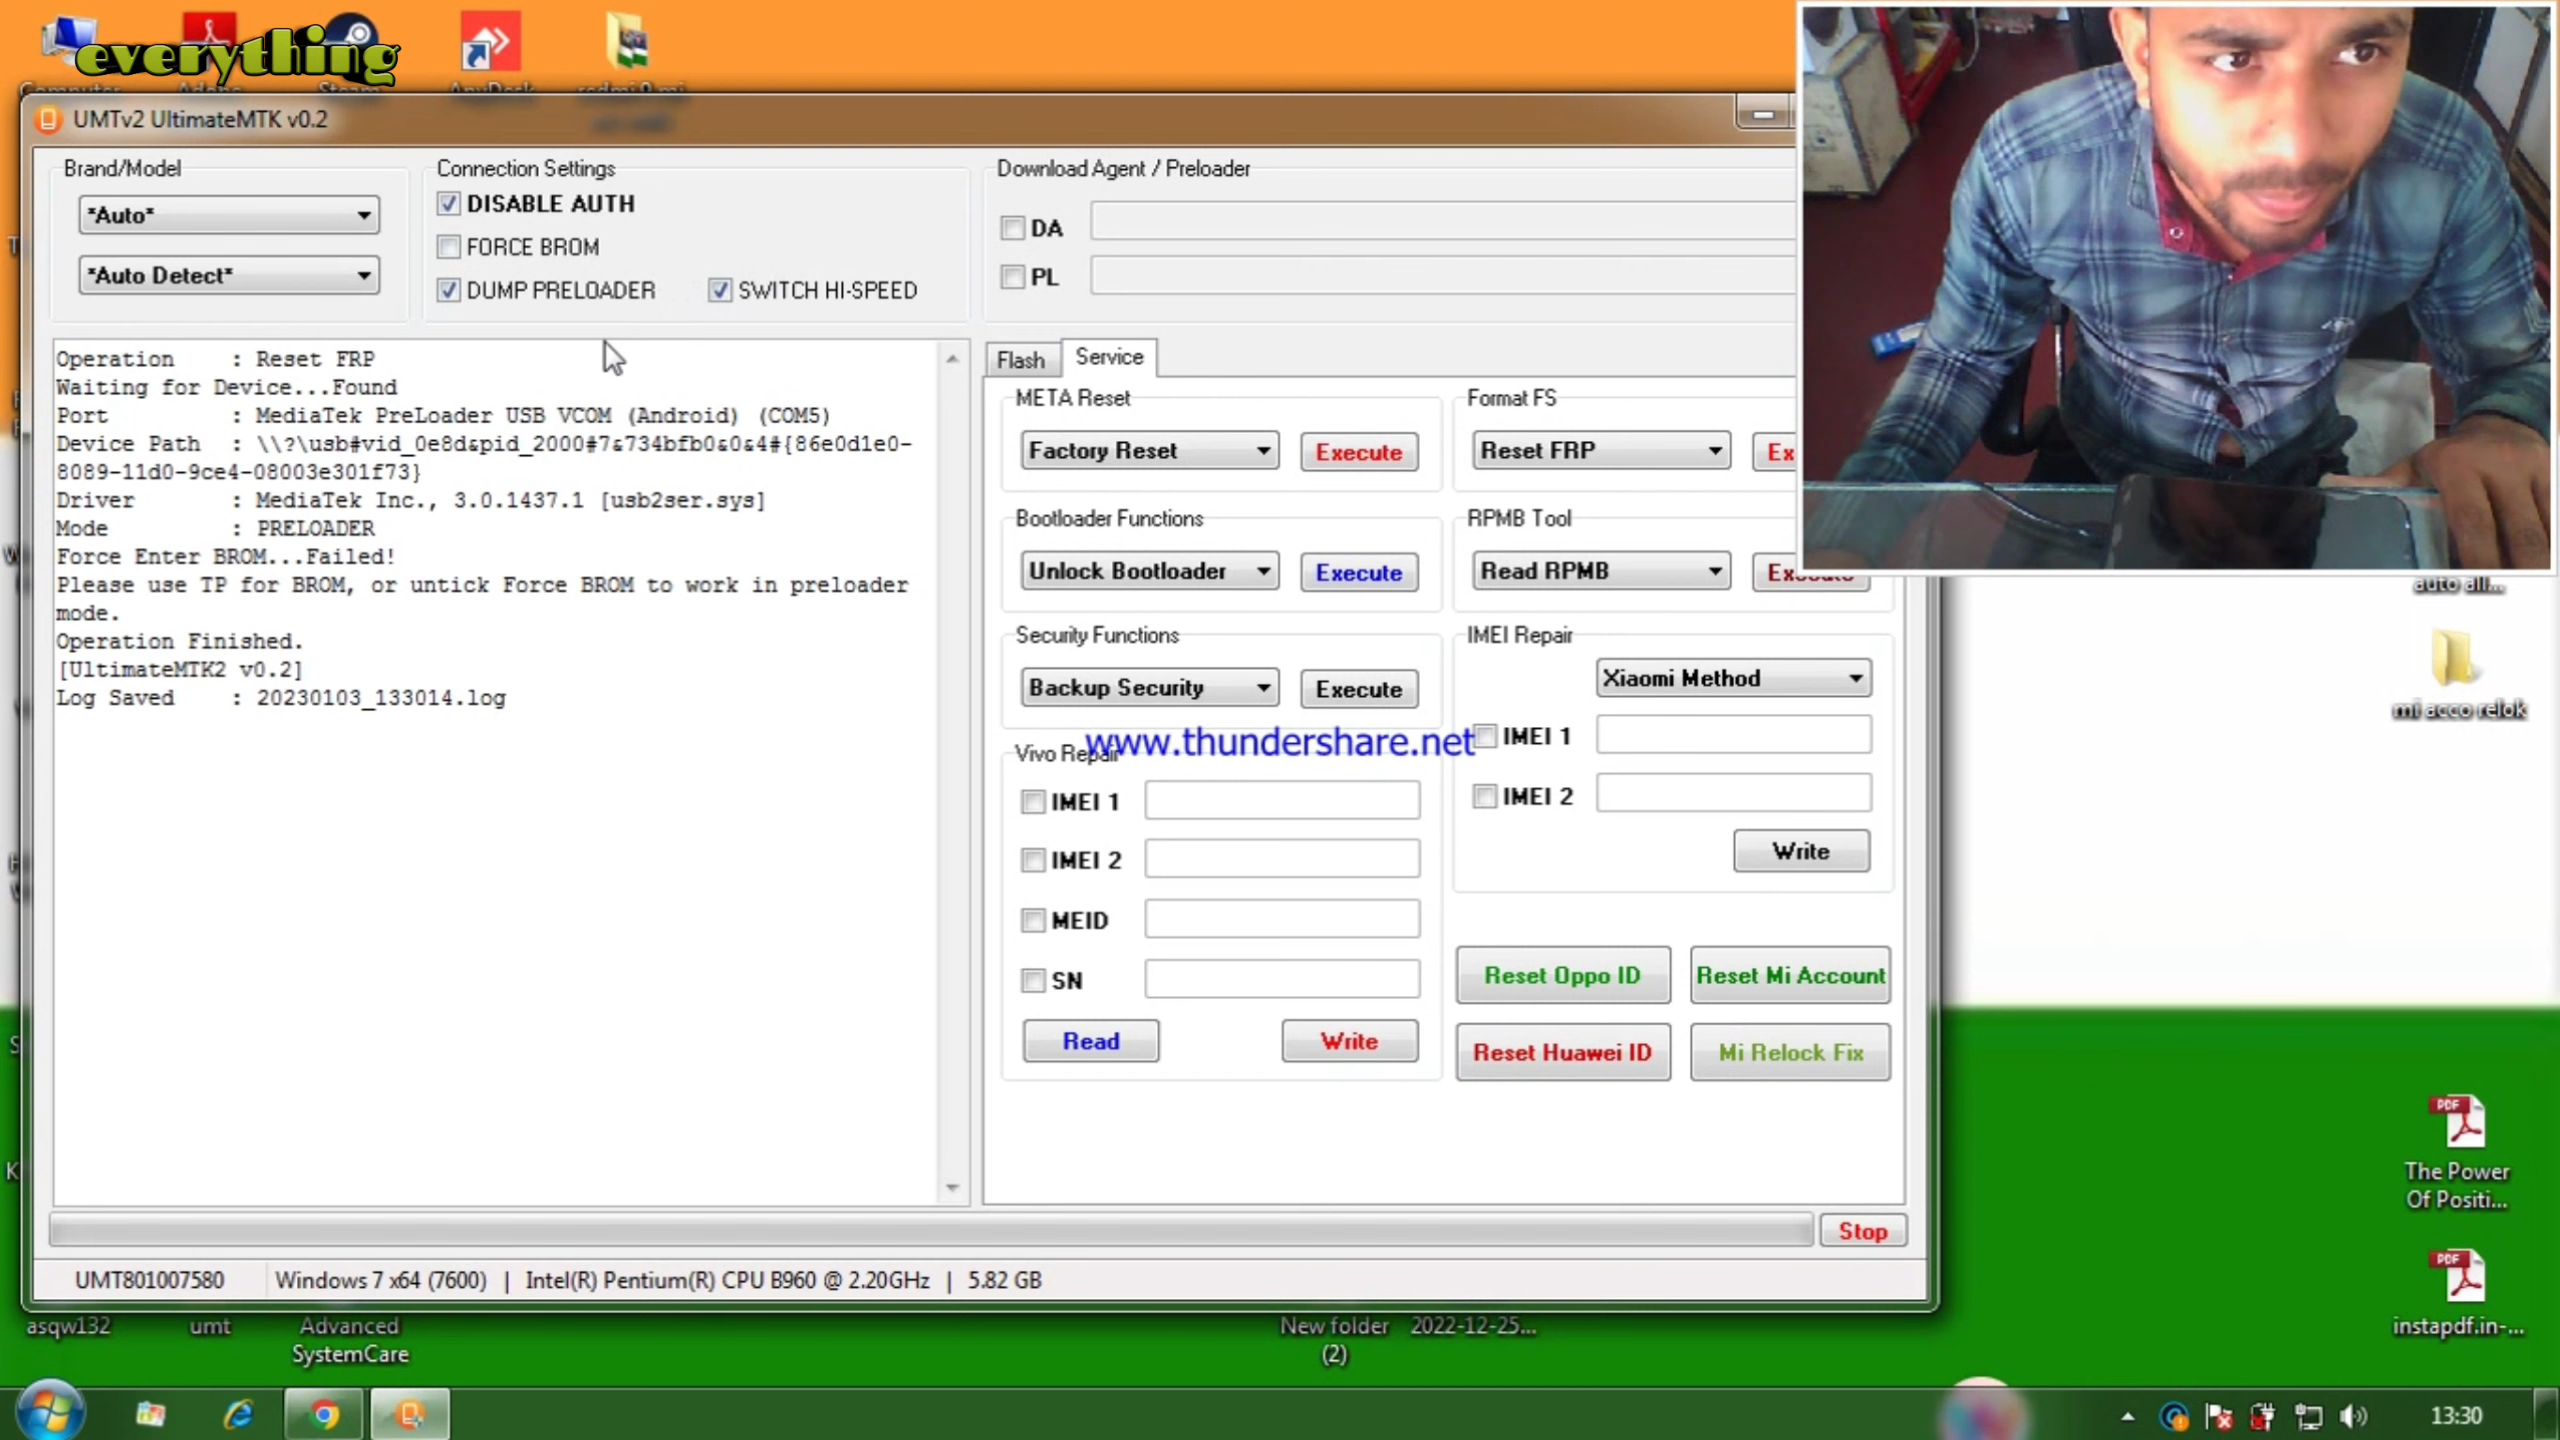 everything
UMTv2 UltimateMTK v0.2
Brand/Model
*Auto*
*Auto Detect*
Connection Settings
DISABLE AUTH
FORCE BROM
DUMP PRELOADER
SWITCH HI-SPEED
Download Agent / Preloader
DA
PL
Operation : Reset FRP
Waiting for Device...Found
Port : MediaTek PreLoader USB VCOM (Android) (COM5)
Device Path : \\?\usb#vid_0e8d&pid_2000#7&734bfb0&0&4#{86e0d1e0-
8089-11d0-9ce4-08003e301f73}
Driver : MediaTek Inc., 3.0.1437.1 [usb2ser.sys]
Mode : PRELOADER
Force Enter BROM...Failed!
Please use TP for BROM, or untick Force BROM to work in preloader
mode.
Operation Finished.
[UltimateMTK2 v0.2]
Log Saved : 20230103_133014.log
Flash
Service
META Reset
Factory Reset
Execute
Format FS
Reset FRP
Ex
Bootloader Functions
Unlock Bootloader
Execute
RPMB Tool
Read RPMB
Execute
Security Functions
Backup Security
Execute
IMEI Repair
Xiaomi Method
IMEI 1
IMEI 2
Write
www.thundershare.net
Vivo Repair
IMEI 1
IMEI 2
MEID
SN
Read
Write
Reset Oppo ID
Reset Mi Account
Reset Huawei ID
Mi Relock Fix
Stop
UMT801007580
Windows 7 x64 (7600) | Intel(R) Pentium(R) CPU B960 @ 2.20GHz | 5.82 GB
auto all...
mi acco relok
PDF
The Power
Of Positi...
PDF
instapdf.in-...
asqw132
umt
Advanced
SystemCare
New folder
(2)
2022-12-25...
13:30